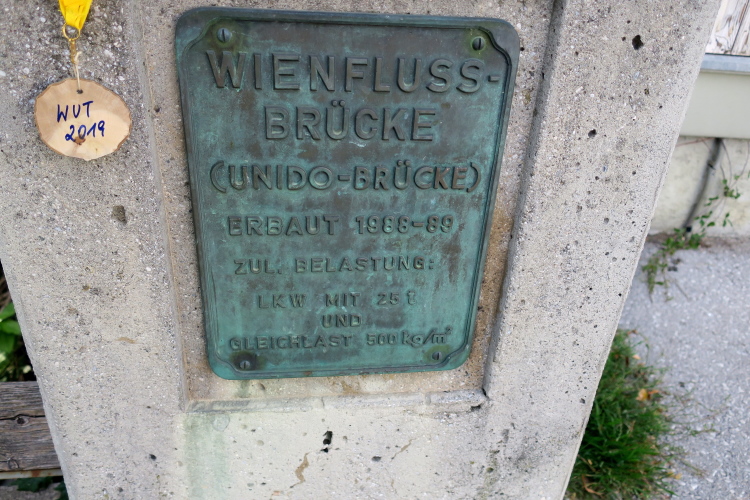 WUT
2019
WIENFLUSS-
BRÜCKE
(UNIDO-BRÜCKE)
ERBAUT 1988-89
ZUL. BELASTUNG:
LKW MIT 25 t
UND
GLEICHLAST 500 kg/m²